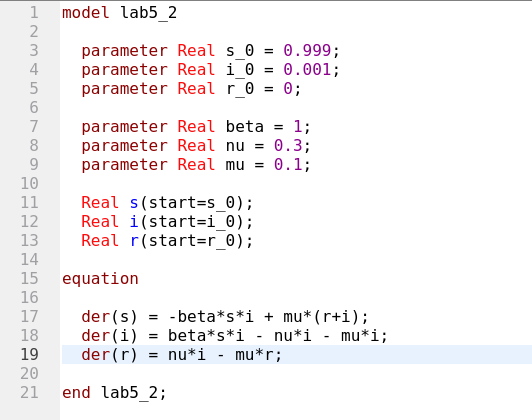 1 model lab5_2
2
3 parameter Real s_0 = 0.999;
4 parameter Real i_0 = 0.001;
5 parameter Real r_0 = 0;
6
7 parameter Real beta = 1;
8 parameter Real nu = 0.3;
9 parameter Real mu = 0.1;
10
11 Real s(start=s_0);
12 Real i(start=i_0);
13 Real r(start=r_0);
14
15 equation
16
17 der(s) = -beta*s*i + mu*(r+i);
18 der(i) = beta*s*i - nu*i - mu*i;
19 der(r) = nu*i - mu*r;
20
21 end lab5_2;